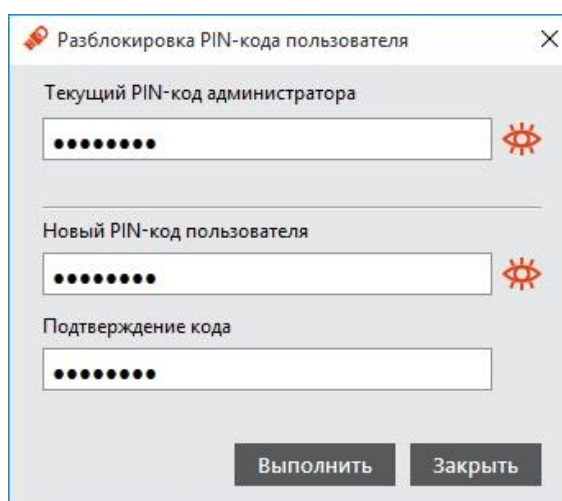 Разблокировка PIN-кода пользователя
Текущий PIN-код администратора
••••••••
Новый PIN-код пользователя
••••••••
Подтверждение кода
••••••••
Выполнить Закрыть